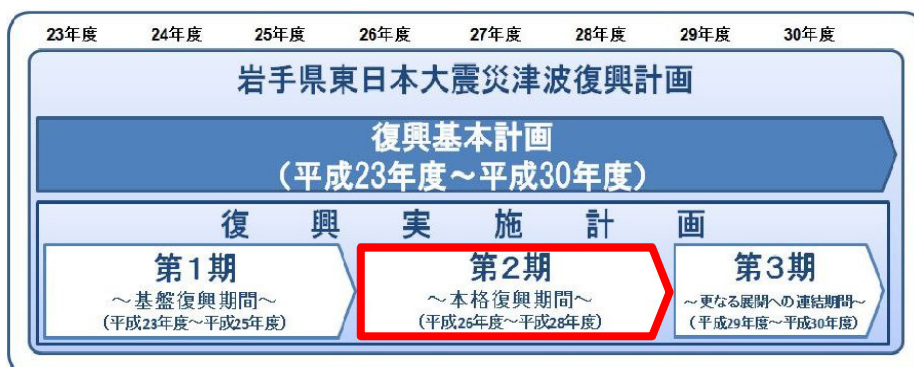 23年度 24年度 25年度 26年度 27年度 28年度 29年度 30年度
岩手県東日本大震災津波復興計画
復興基本計画
（平成23年度～平成30年度）
復興実施計画
第１期
～基盤復興期間～
（平成23年度～平成25年度）
第２期
～本格復興期間～
（平成26年度～平成28年度）
第３期
～更なる展開への連結期間～
（平成29年度～平成30年度）